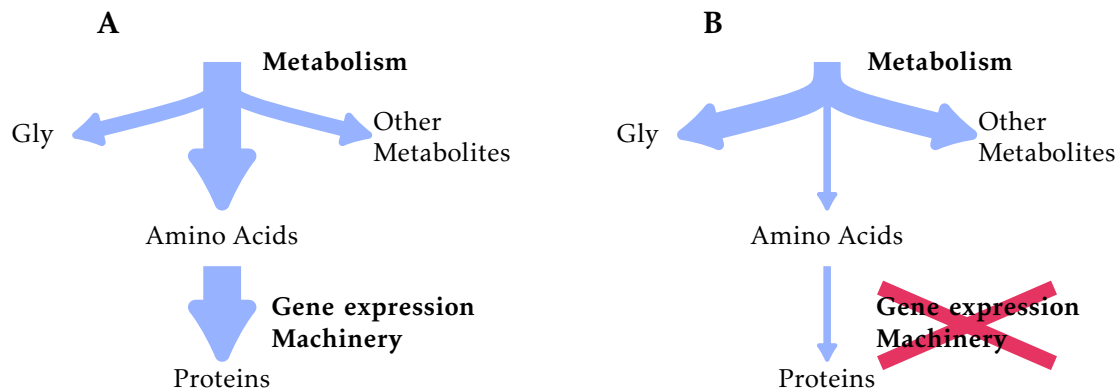 A
Metabolism
Gly
Other
Metabolites
Amino Acids
Gene expression
Machinery
Proteins
B
Metabolism
Gly
Other
Metabolites
Amino Acids
Gene expression
Machinery
Proteins